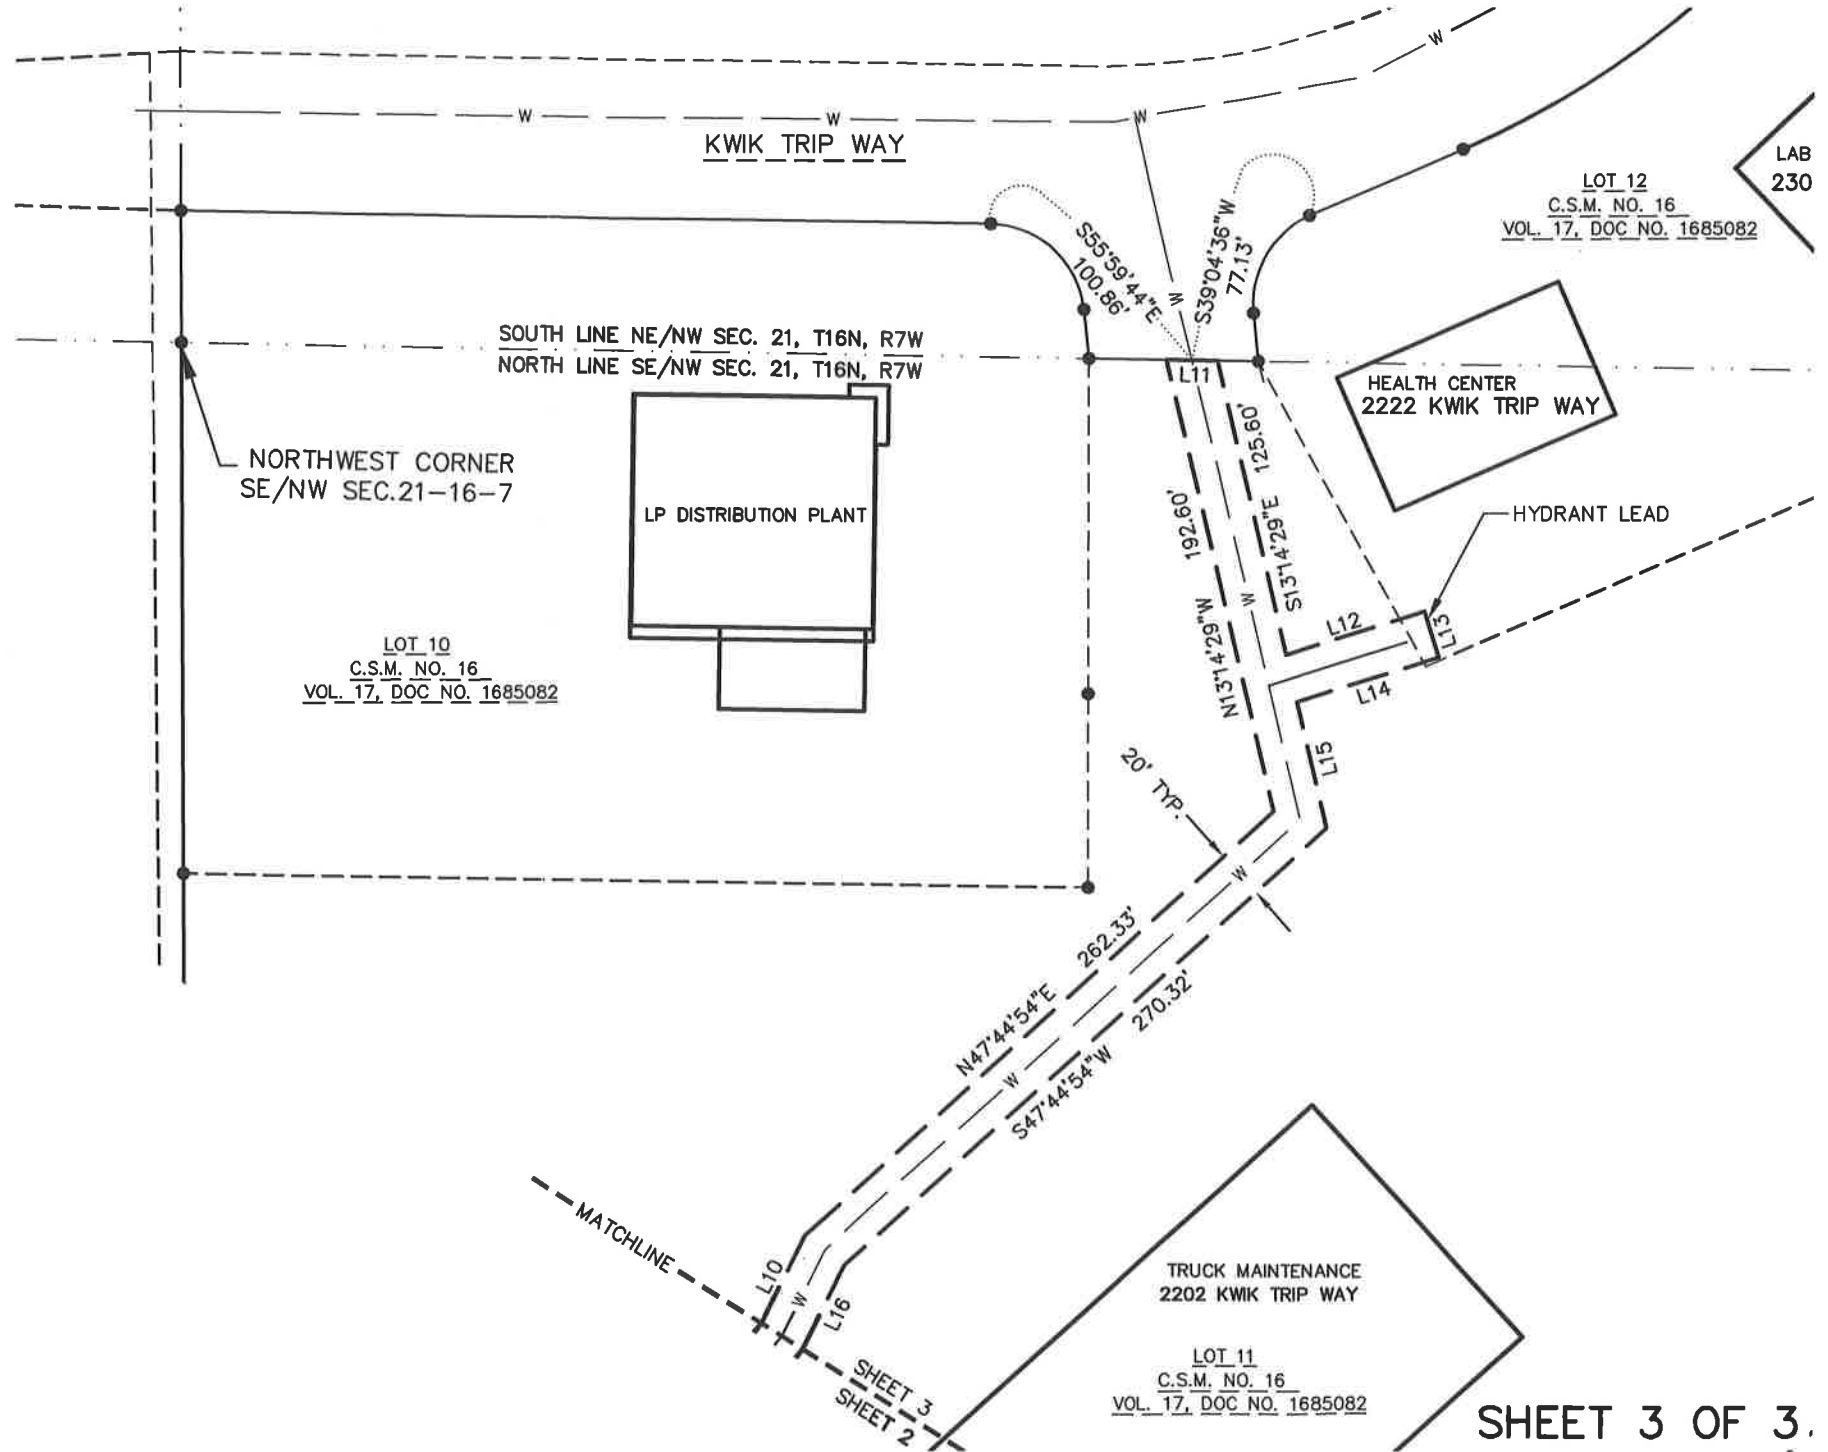 W
W
W
W
KWIK TRIP WAY
LAB
230
LOT 12
C.S.M. NO. 16
VOL. 17, DOC NO. 1685082
S55°59'44"E
100.86'
W
S39°04'36"W
77.13'
SOUTH LINE NE/NW SEC. 21, T16N, R7W
NORTH LINE SE/NW SEC. 21, T16N, R7W
L11
HEALTH CENTER
2222 KWIK TRIP WAY
NORTHWEST CORNER
SE/NW SEC.21-16-7
LP DISTRIBUTION PLANT
HYDRANT LEAD
N13°14'29"W 192.60'
W
S13°14'29"E 125.60'
L12
L13
L14
L15
LOT 10
C.S.M. NO. 16
VOL. 17, DOC NO. 1685082
20' TYP.
W
N47°44'54"E 262.33'
W
S47°44'54"W 270.32'
MATCHLINE
L10
W
L16
SHEET 3
SHEET 2
TRUCK MAINTENANCE
2202 KWIK TRIP WAY
LOT 11
C.S.M. NO. 16
VOL. 17, DOC NO. 1685082
SHEET 3 OF 3.